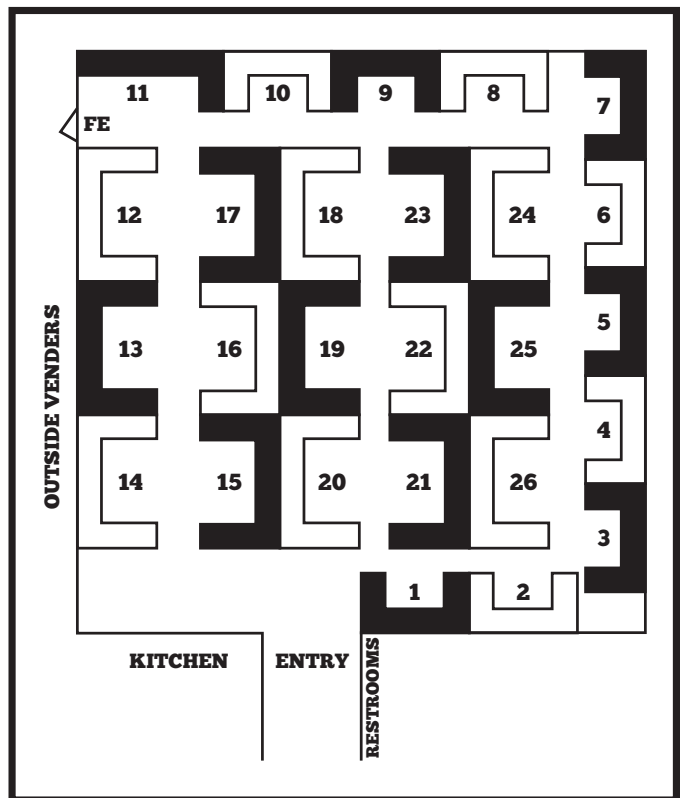 11 10 9 8 7
FE
12 17 18 23 24 6
13 16 19 22 25 5
14 15 20 21 26 4
3
1 2
OUTSIDE VENDERS
KITCHEN ENTRY RESTROOMS